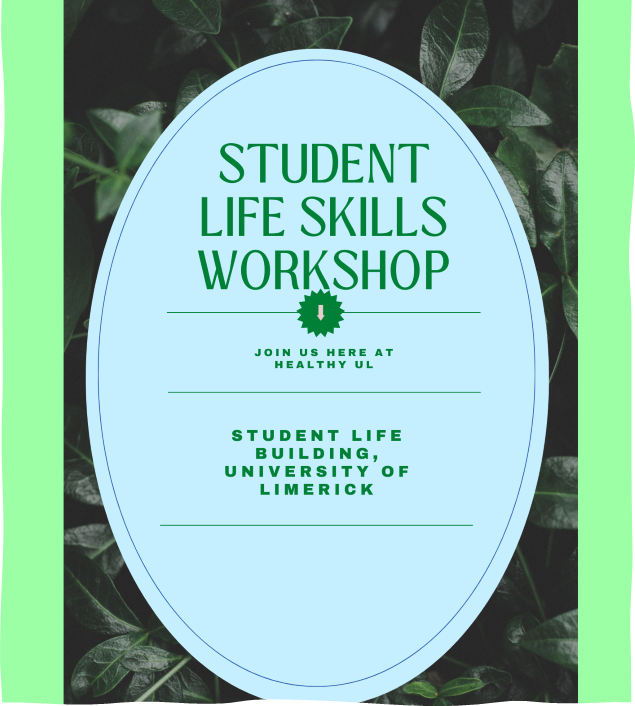 STUDENT
LIFE SKILLS
WORKSHOP
JOIN US HERE AT
HEALTHY UL
STUDENT LIFE
BUILDING,
UNIVERSITY OF
LIMERICK